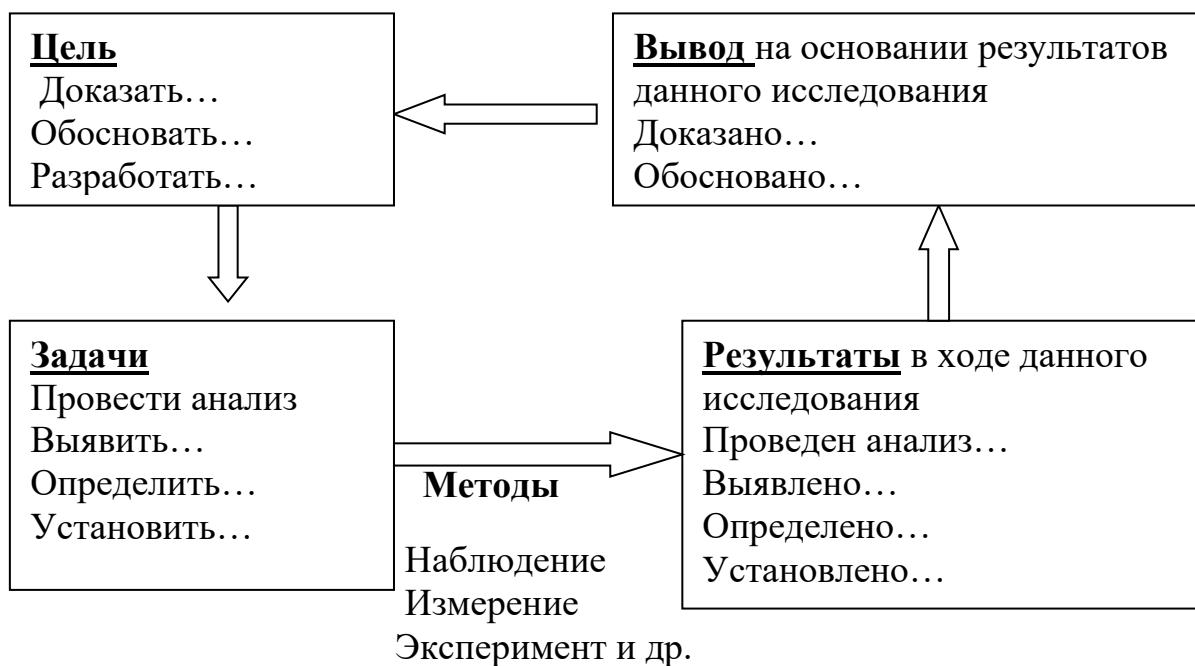 Цель
Доказать…
Обосновать…
Разработать…
Вывод на основании результатов
данного исследования
Доказано…
Обосновано…
Задачи
Провести анализ
Выявить…
Определить…
Установить…
Методы
Наблюдение
Измерение
Эксперимент и др.
Результаты в ходе данного
исследования
Проведен анализ…
Выявлено…
Определено…
Установлено…